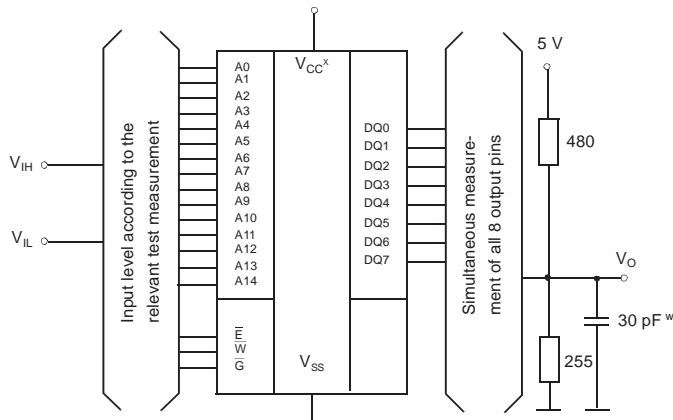 V_IH
V_IL
Input level according to the
relevant test measurement
A0
A1
A2
A3
A4
A5
A6
A7
A8
A9
A10
A11
A12
A13
A14
E̅
W̅
G̅
V_CC^x
V_SS
DQ0
DQ1
DQ2
DQ3
DQ4
DQ5
DQ6
DQ7
Simultaneous measure-
ment of all 8 output pins
5 V
480
V_O
30 pF ^w
255